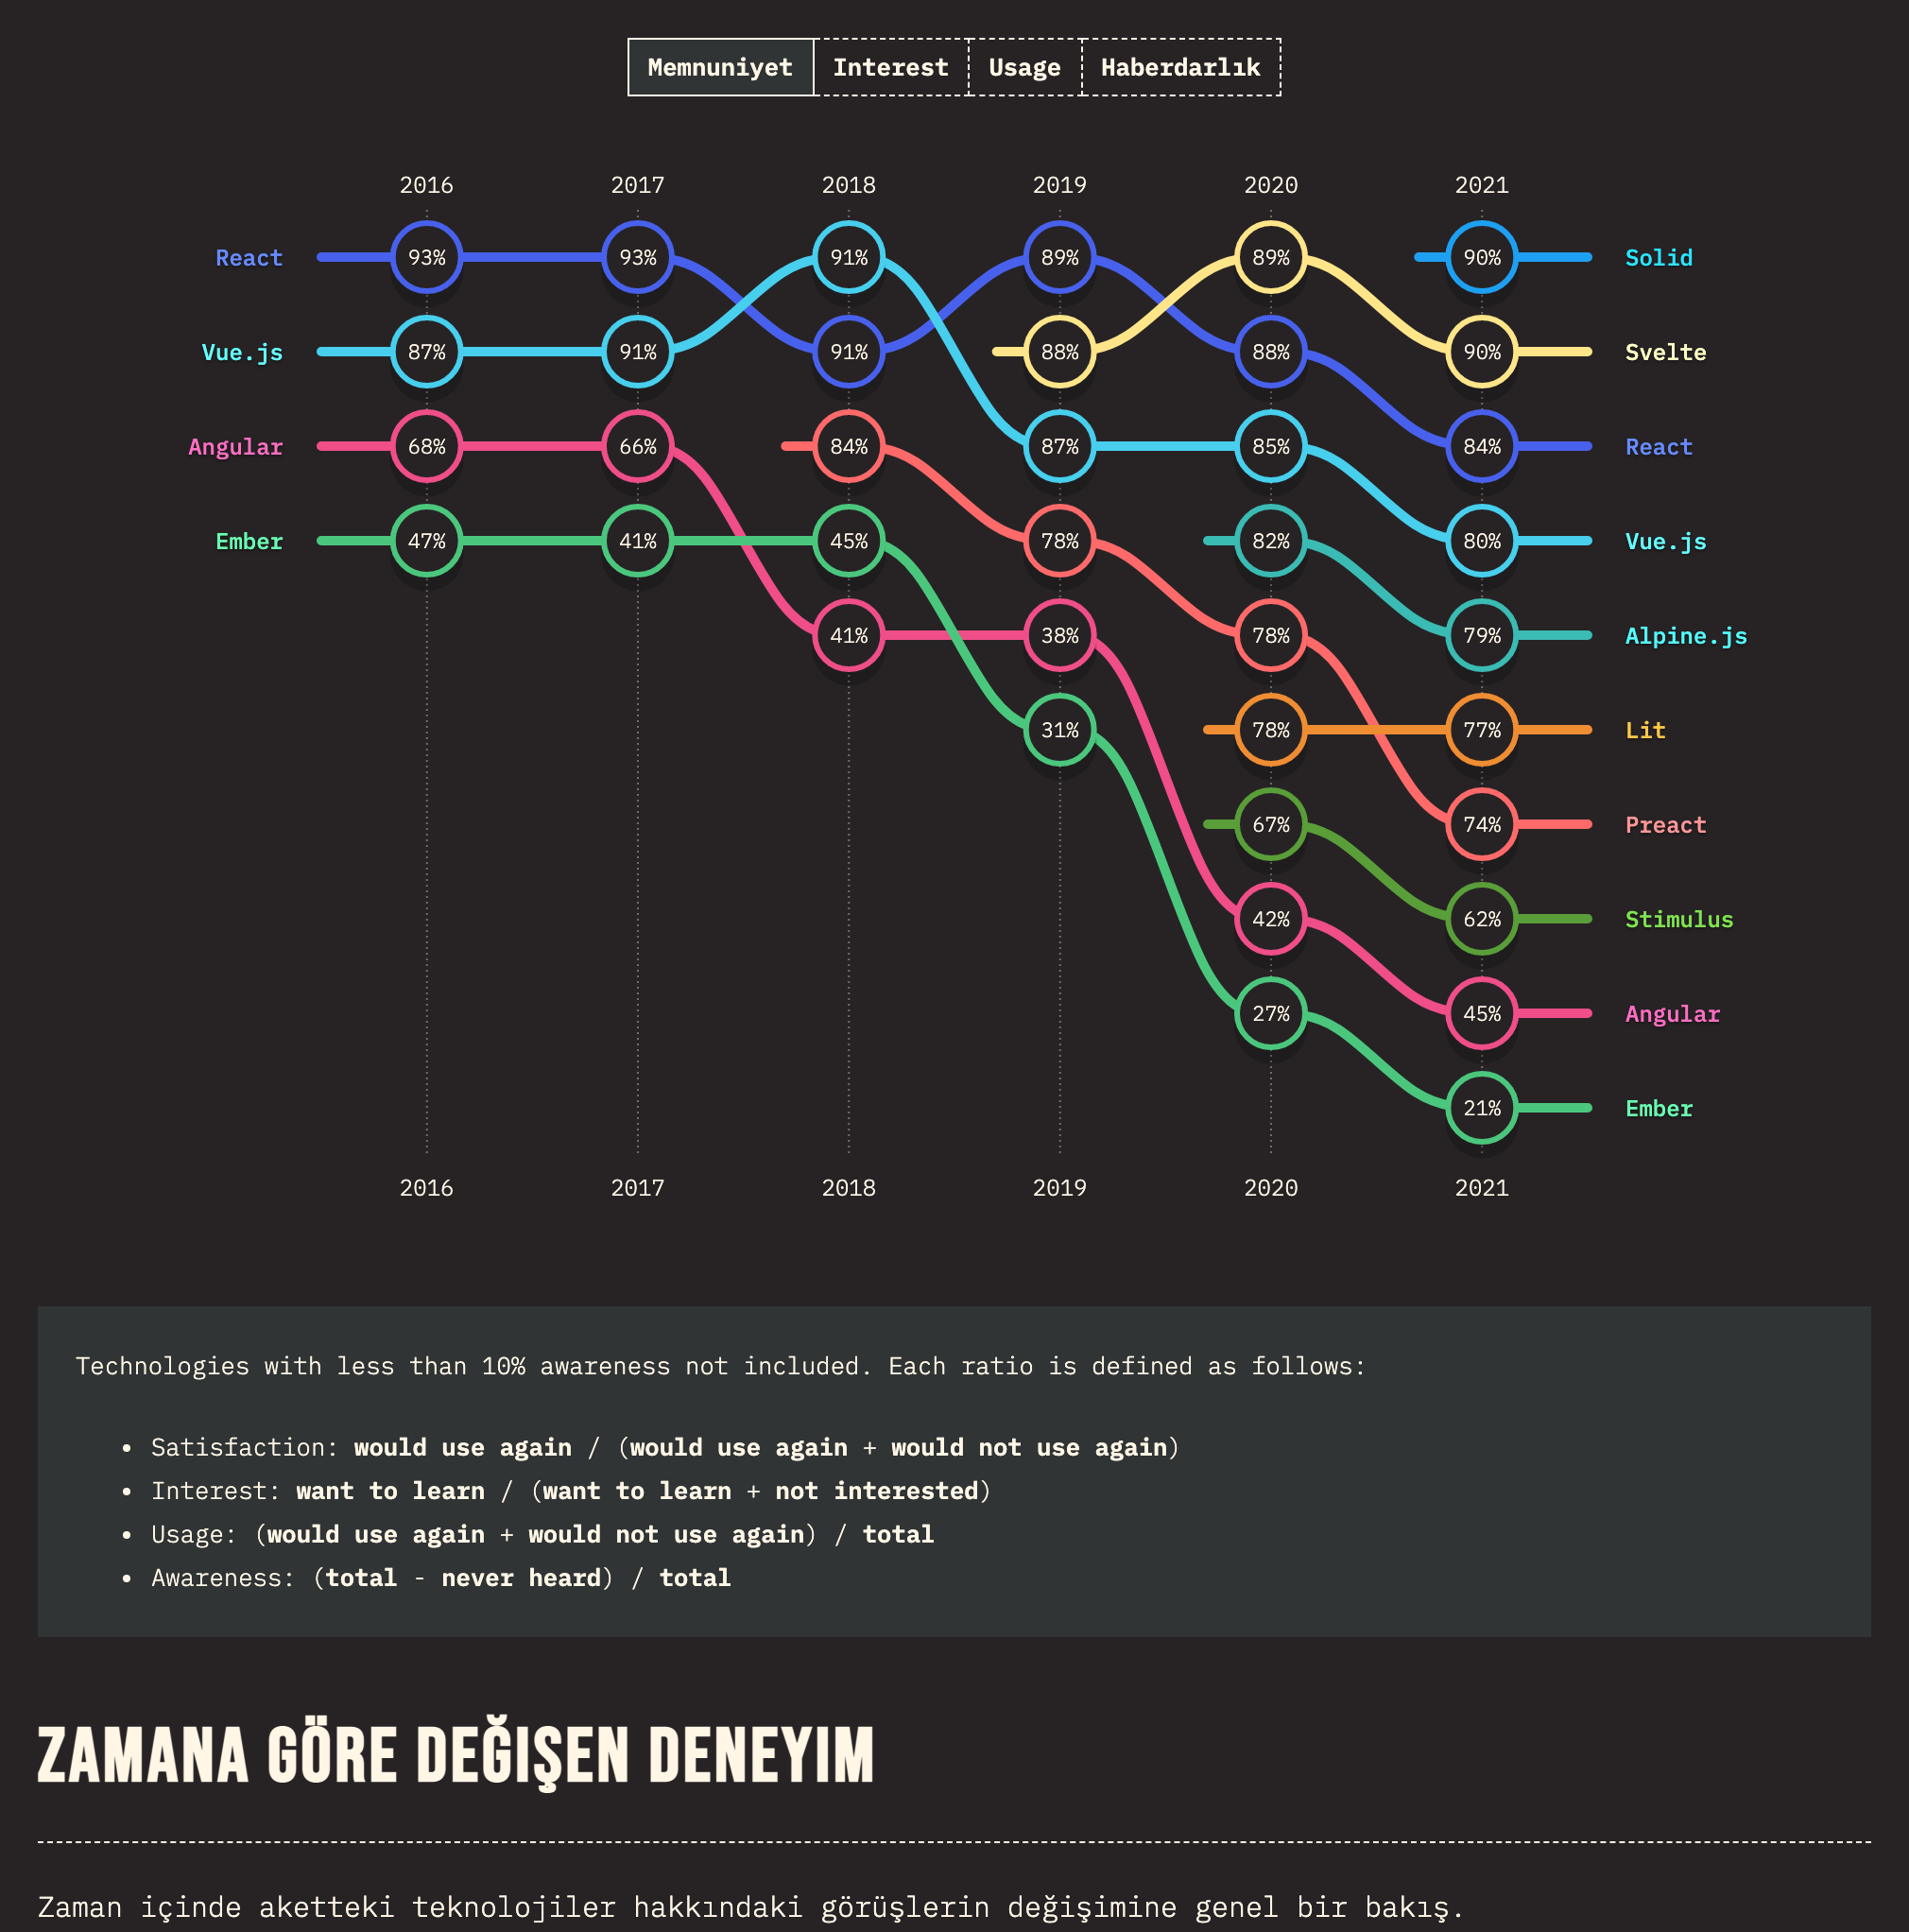 Memnuniyet Interest Usage Haberdarlık
2016 2017 2018 2019 2020 2021
React 93% 93% 91% 89% 89% 90% Solid
Vue.js 87% 91% 91% 88% 88% 90% Svelte
Angular 68% 66% 84% 87% 85% 84% React
Ember 47% 41% 45% 78% 82% 80% Vue.js
41% 38% 78% 79% Alpine.js
31% 78% 77% Lit
67% 74% Preact
42% 62% Stimulus
27% 45% Angular
21% Ember
2016 2017 2018 2019 2020 2021
Technologies with less than 10% awareness not included. Each ratio is defined as follows:
• Satisfaction: would use again / (would use again + would not use again)
• Interest: want to learn / (want to learn + not interested)
• Usage: (would use again + would not use again) / total
• Awareness: (total - never heard) / total
ZAMANA GÖRE DEĞIŞEN DENEYIM
Zaman içinde aketteki teknolojiler hakkındaki görüşlerin değişimine genel bir bakış.